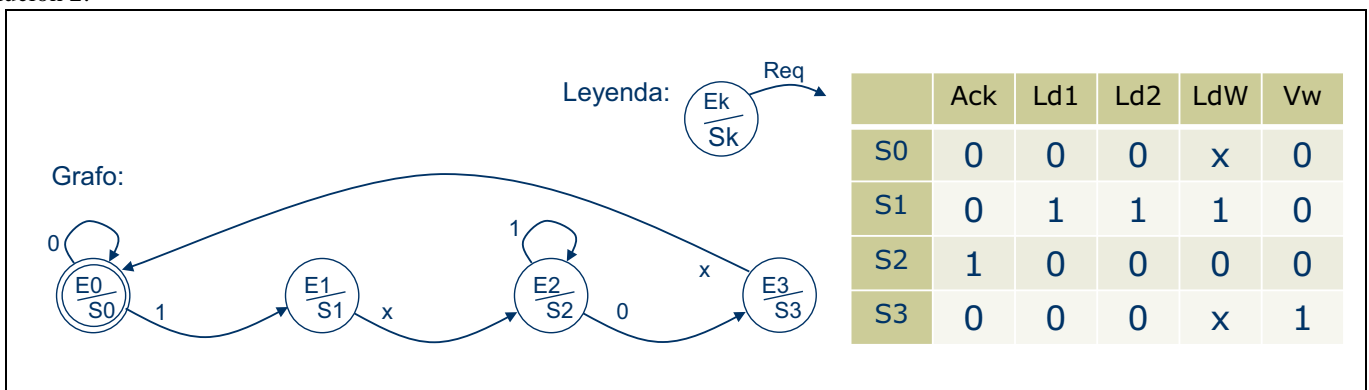 Leyenda:
Req
Ek
Sk
Grafo:
0
E0
S0
1
E1
S1
x
1
E2
S2
0
x
E3
S3
Ack Ld1 Ld2 LdW Vw
S0 0 0 0 x 0
S1 0 1 1 1 0
S2 1 0 0 0 0
S3 0 0 0 x 1